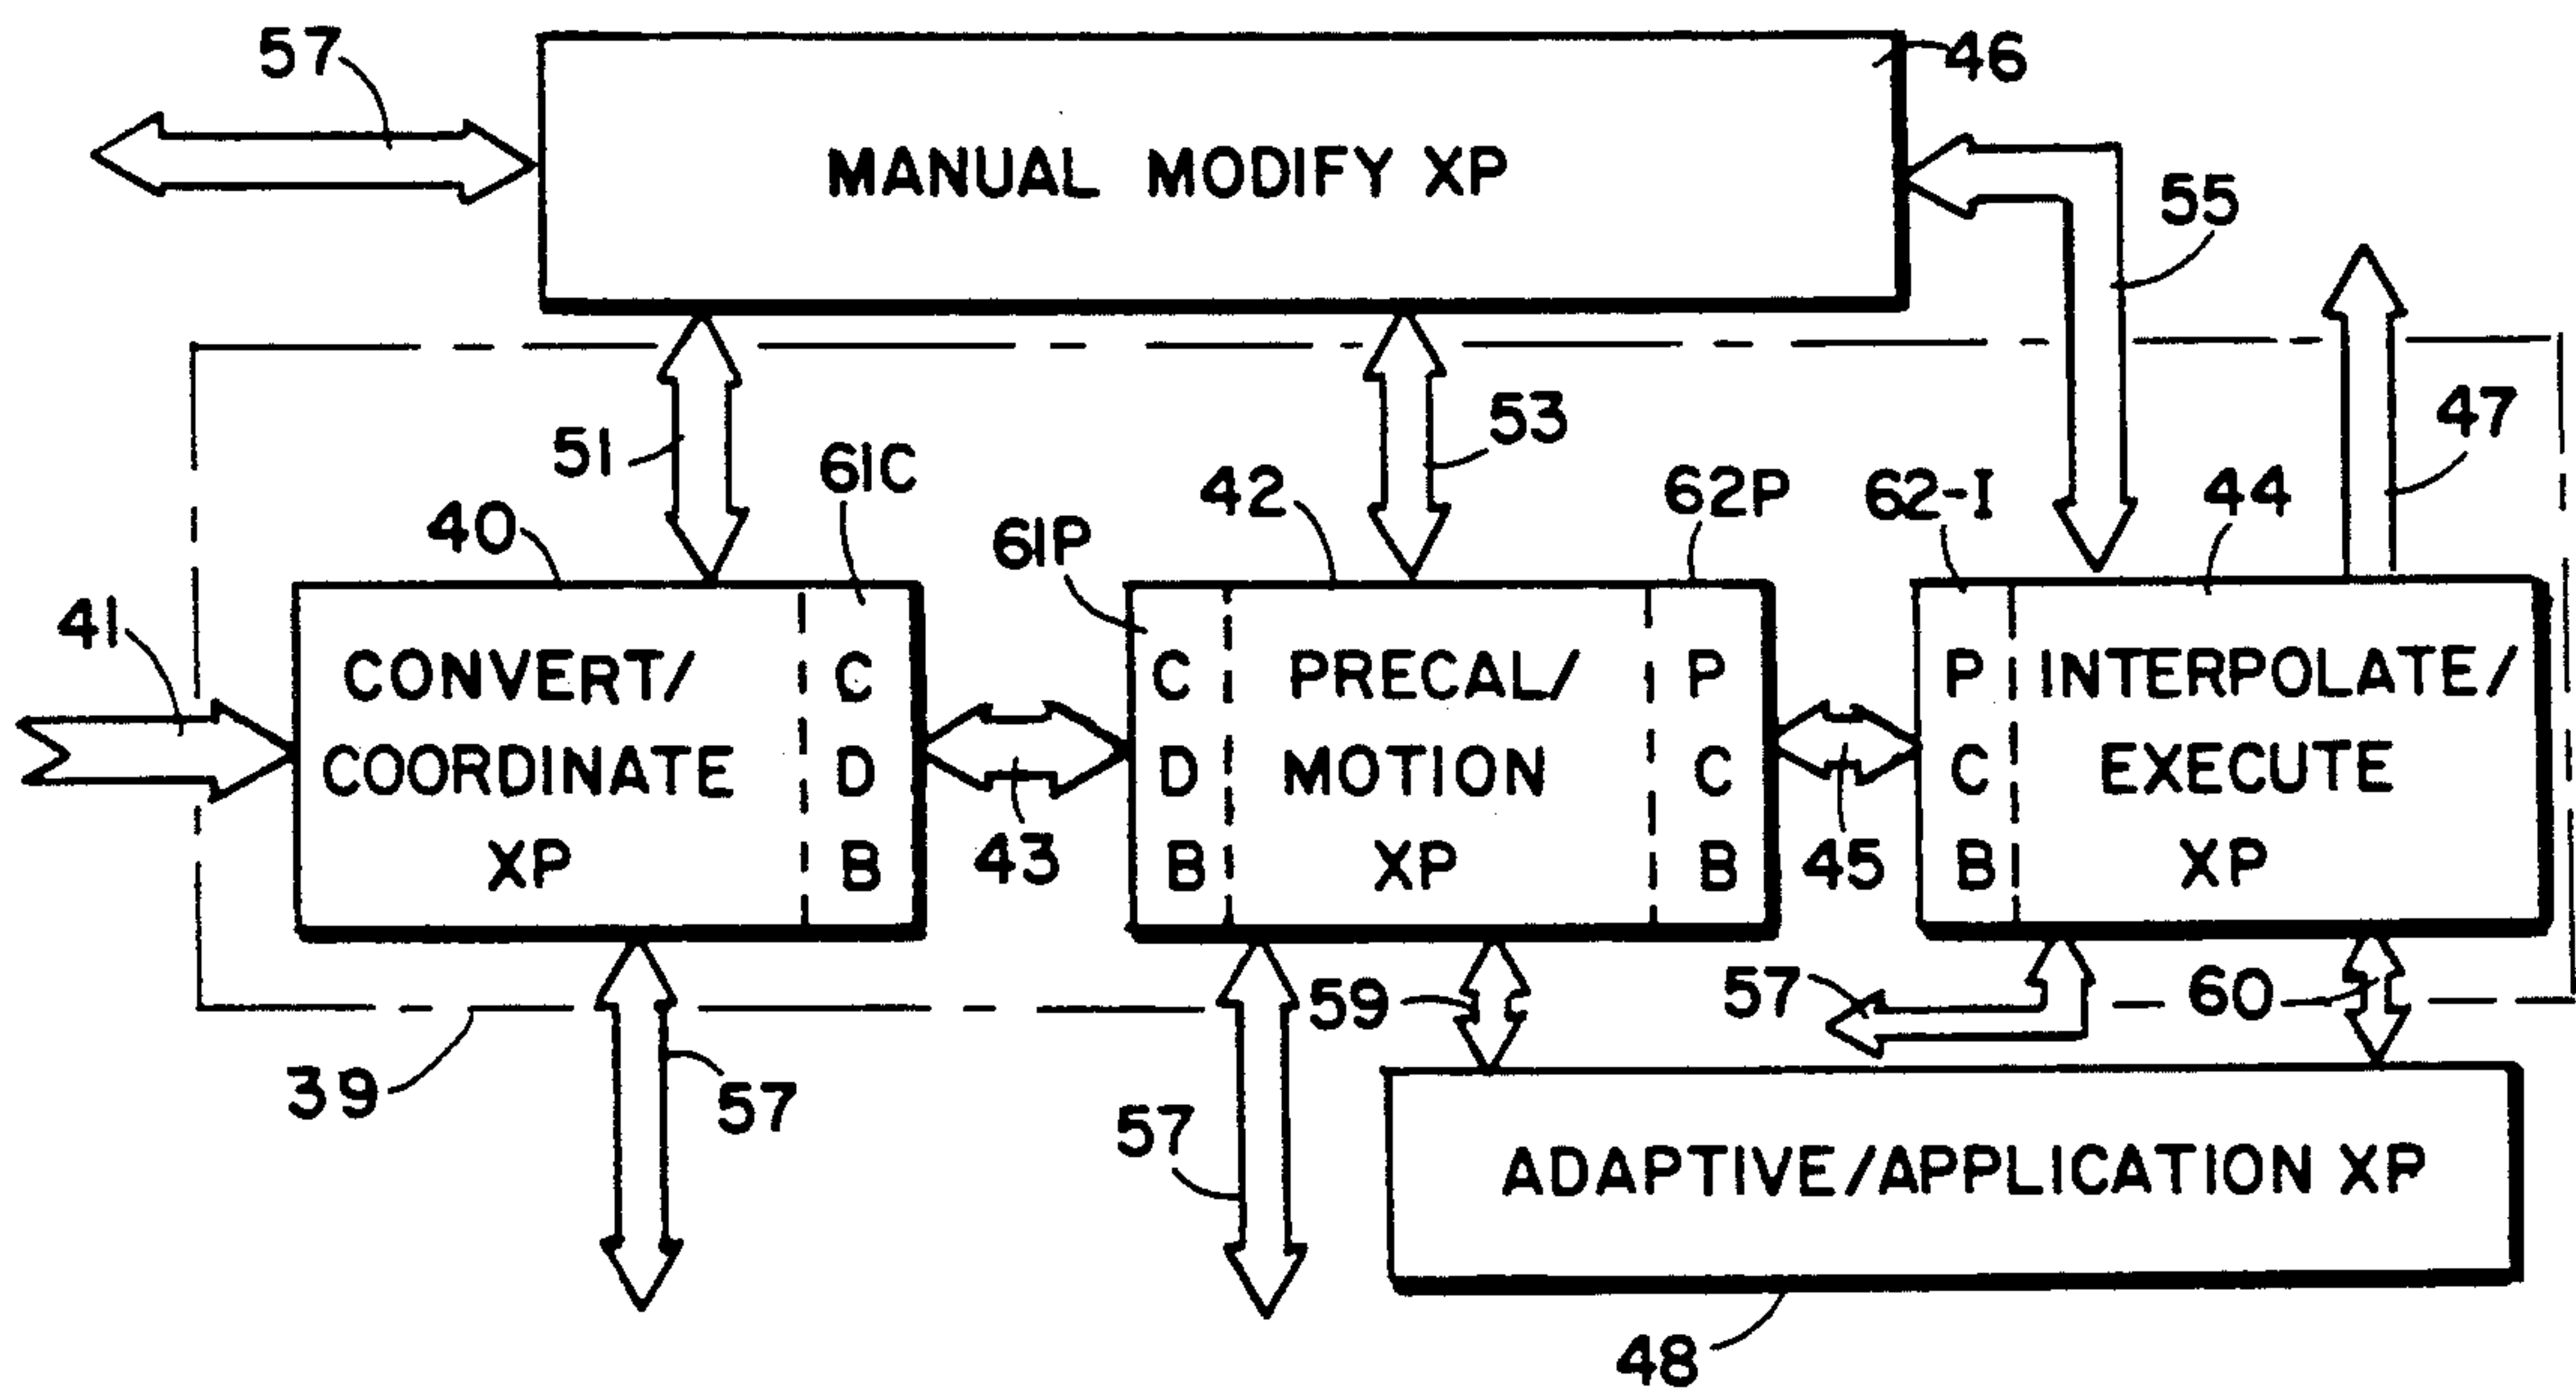 57
46
MANUAL MODIFY XP
55
47
51
53
61C
40
61P
42
62P
62-I
44
41
CONVERT/
COORDINATE
XP
C
D
B
43
C
D
B
PRECAL/
MOTION
XP
P
C
B
45
P
C
B
INTERPOLATE/
EXECUTE
XP
39
57
57
59
57
60
ADAPTIVE/APPLICATION XP
48